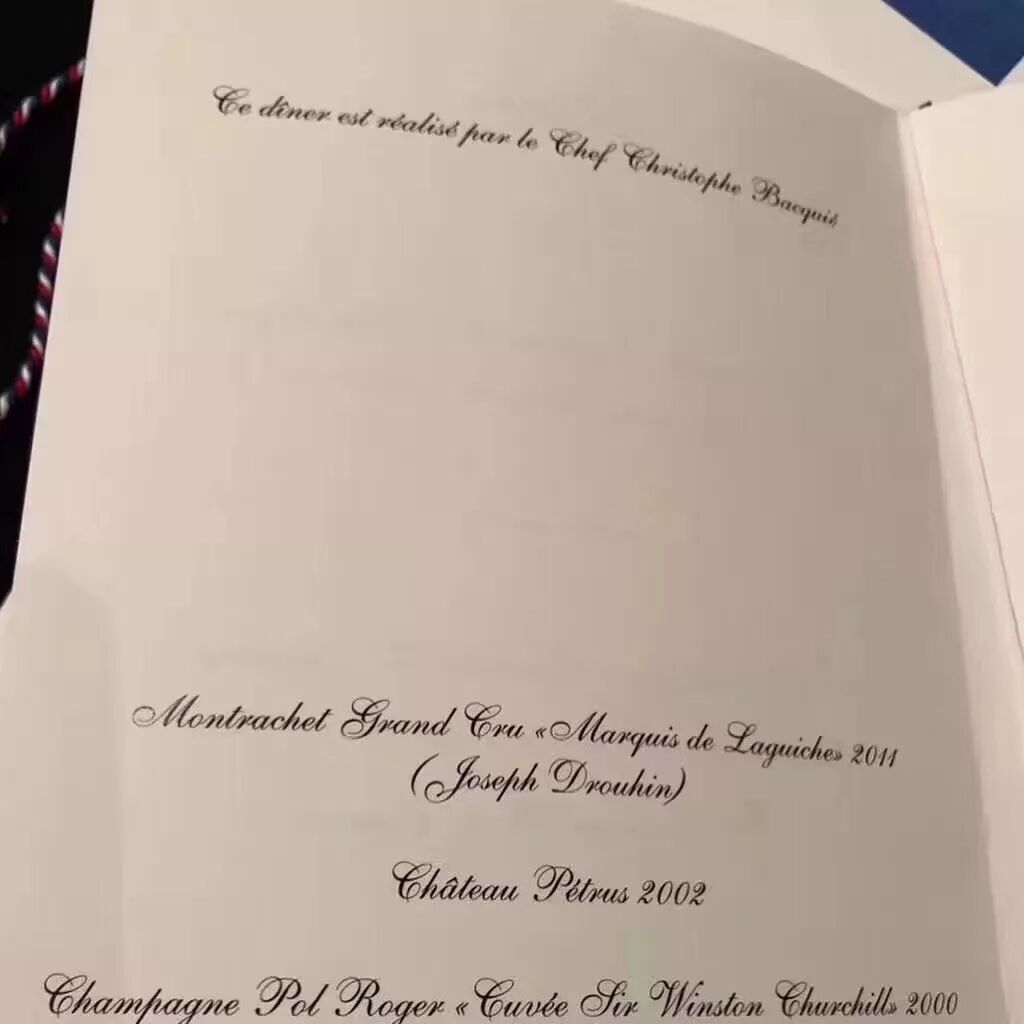 Ce dîner est réalisé par le Chef Christophe Bacquié
Montrachet Grand Cru «Marquis de Laguiche» 2011
(Joseph Drouhin)
Château Pétrus 2002
Champagne Pol Roger «Cuvée Sir Winston Churchill» 2000